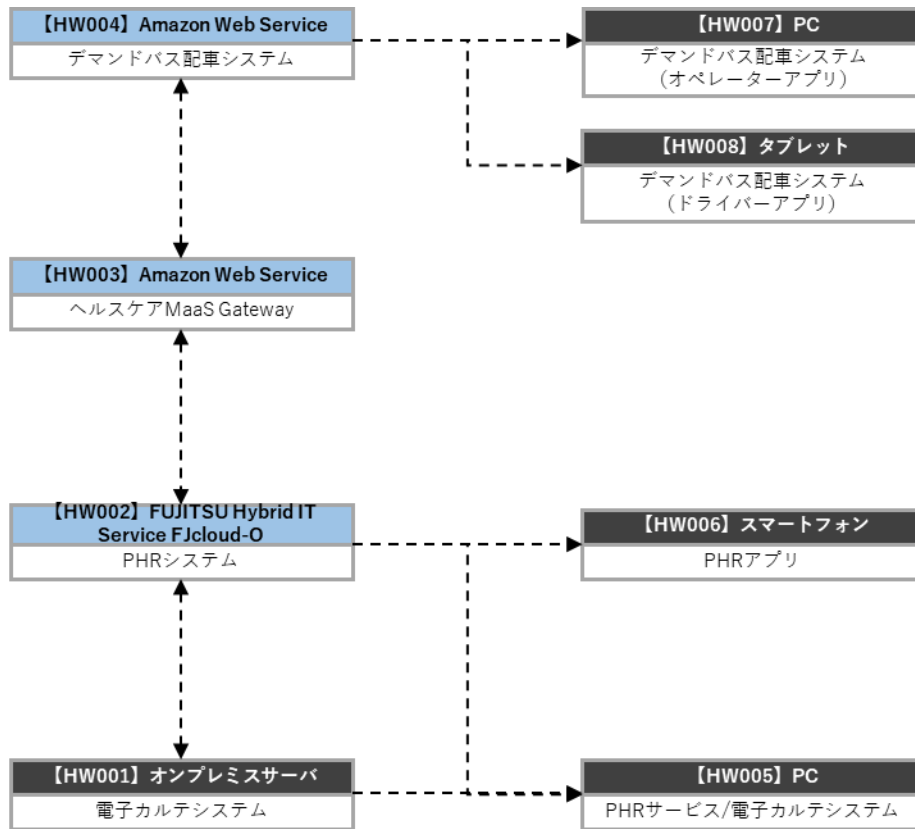 【HW004】Amazon Web Service
デマンドバス配車システム
【HW007】PC
デマンドバス配車システム
(オペレーターアプリ)
【HW008】タブレット
デマンドバス配車システム
(ドライバーアプリ)
【HW003】Amazon Web Service
ヘルスケアMaaS Gateway
【HW002】FUJITSU Hybrid IT
Service FJcloud-O
PHRシステム
【HW006】スマートフォン
PHRアプリ
【HW001】オンプレミスサーバ
電子カルテシステム
【HW005】PC
PHRサービス/電子カルテシステム